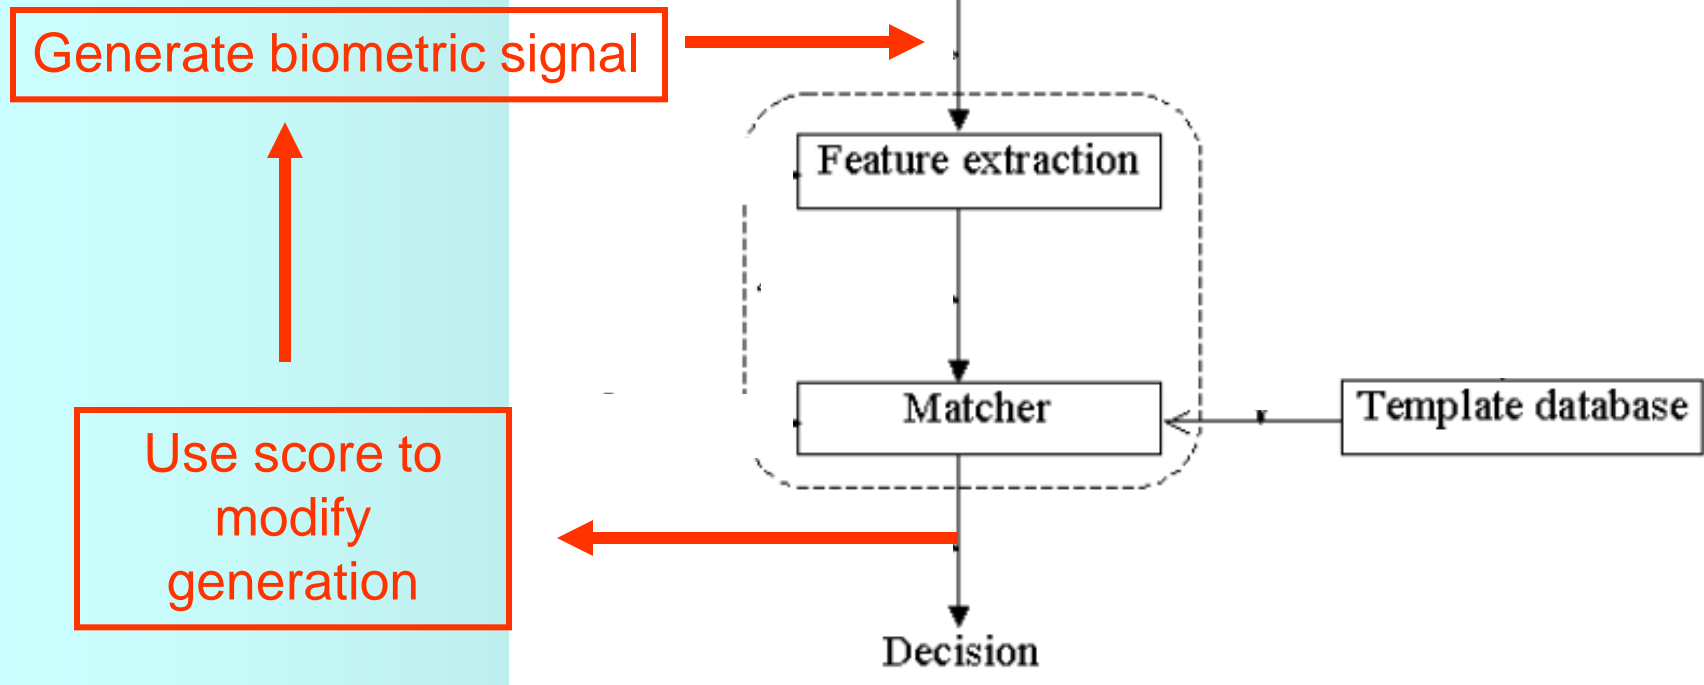 Generate biometric signal
Feature extraction
Matcher
Template database
Use score to
modify
generation
Decision